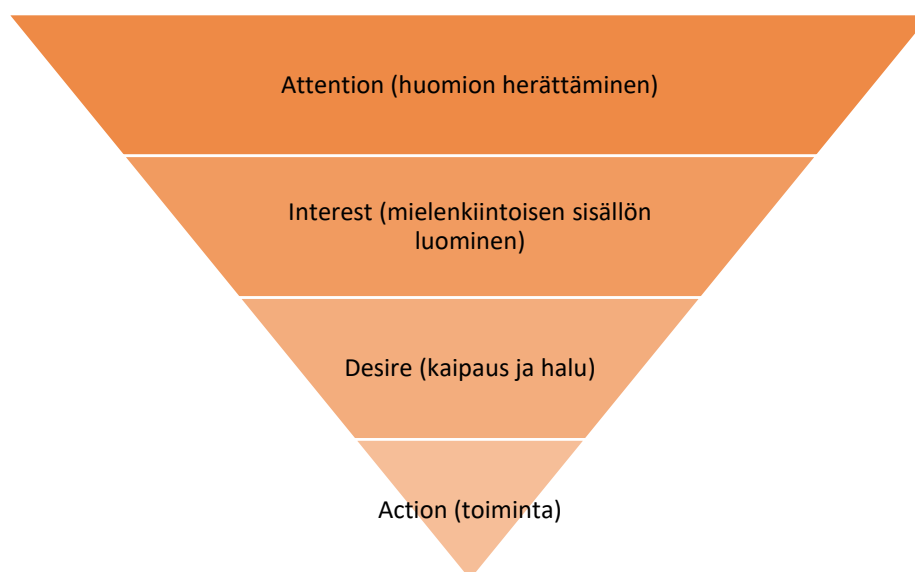 Attention (huomion herättäminen)
Interest (mielenkiintoisen sisällön
luominen)
Desire (kaipaus ja halu)
Action (toiminta)